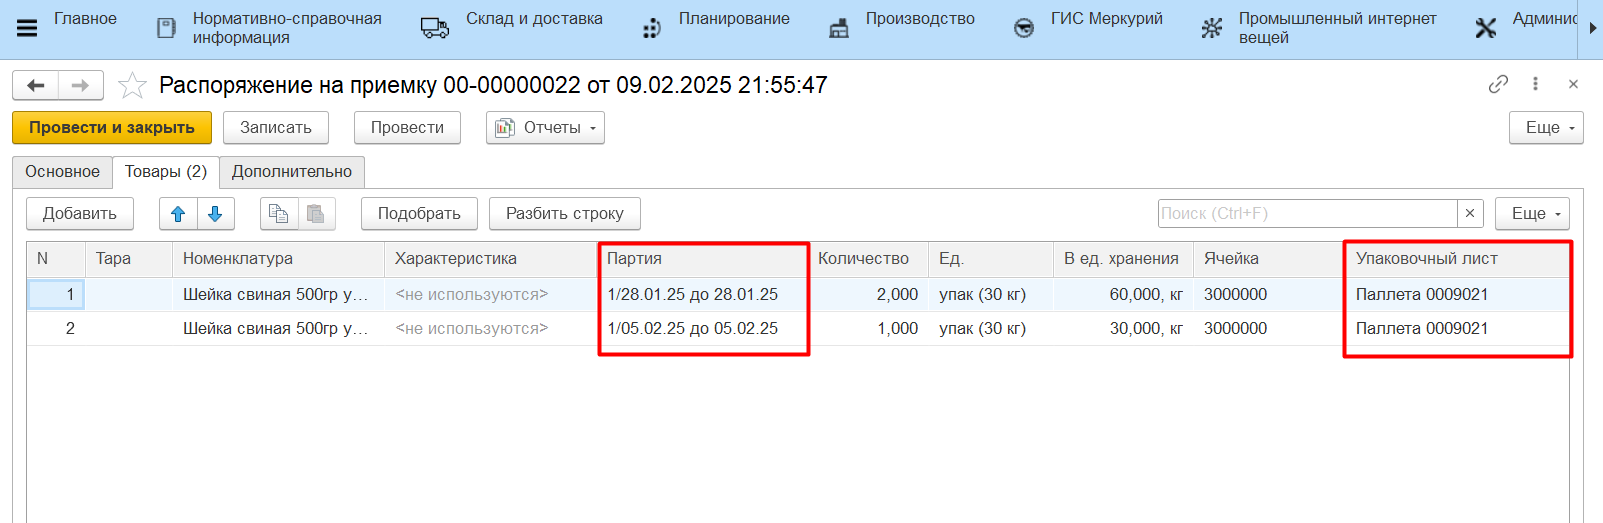 Главное
Нормативно-справочная
информация
Склад и доставка
Планирование
Производство
ГИС Меркурий
Промышленный интернет
вещей
Админис
Распоряжение на приемку 00-00000022 от 09.02.2025 21:55:47
Провести и закрыть
Записать
Провести
Отчеты
Еще
Основное
Товары (2)
Дополнительно
Добавить
Подобрать
Разбить строку
Поиск (Ctrl+F)
×
Еще
N Тара Номенклатура Характеристика Партия Количество Ед. В ед. хранения Ячейка Упаковочный лист
1 Шейка свиная 500гр у... <не используются> 1/28.01.25 до 28.01.25 2,000 упак (30 кг) 60,000, кг 3000000 Паллета 0009021
2 Шейка свиная 500гр у... <не используются> 1/05.02.25 до 05.02.25 1,000 упак (30 кг) 30,000, кг 3000000 Паллета 0009021